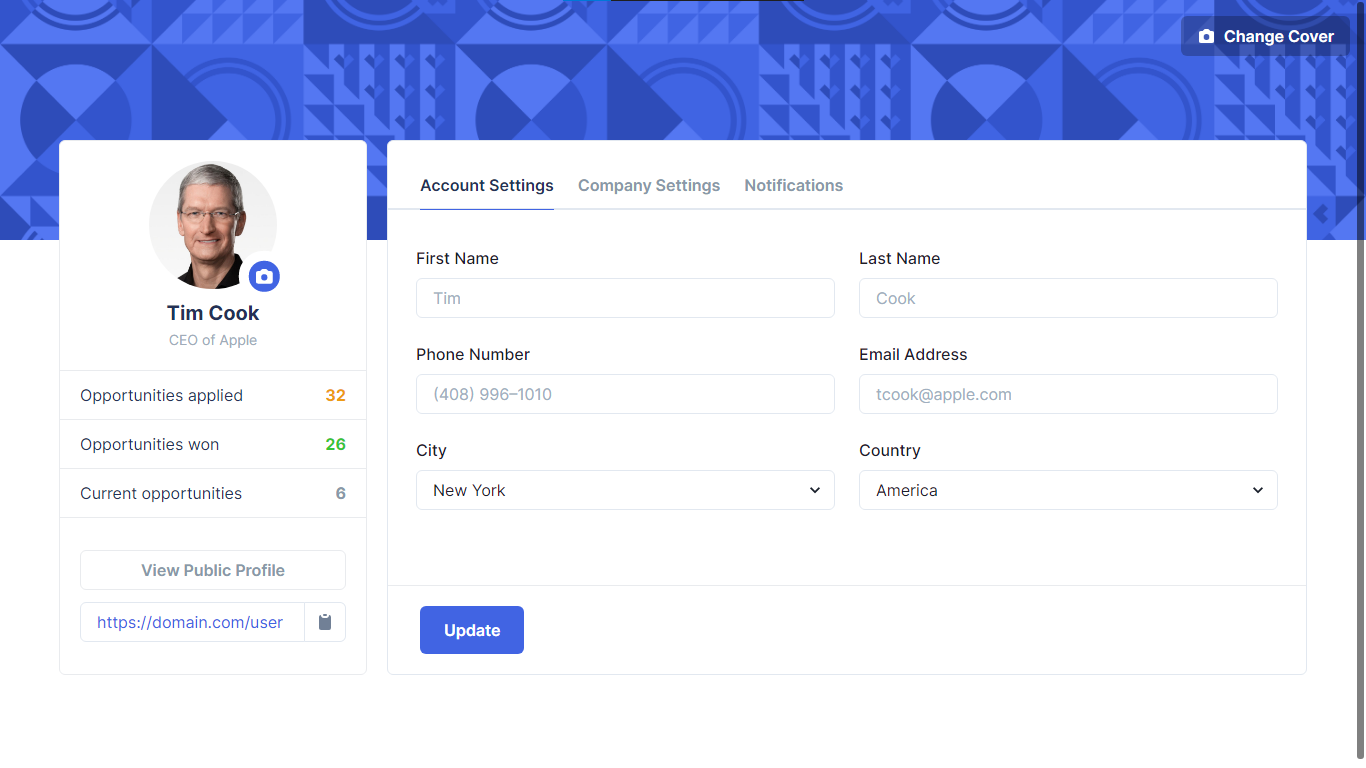 Change Cover
Tim Cook
CEO of Apple
Opportunities applied 32
Opportunities won 26
Current opportunities 6
View Public Profile
https://domain.com/user
Account Settings Company Settings Notifications
First Name Last Name
Tim Cook
Phone Number Email Address
(408) 996–1010 tcook@apple.com
City Country
New York America
Update